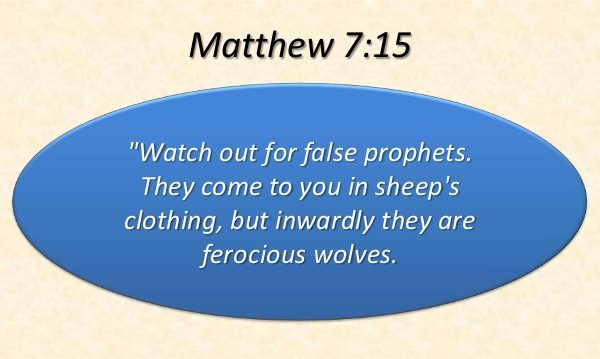 Matthew 7:15
"Watch out for false prophets.
They come to you in sheep's
clothing, but inwardly they are
ferocious wolves.